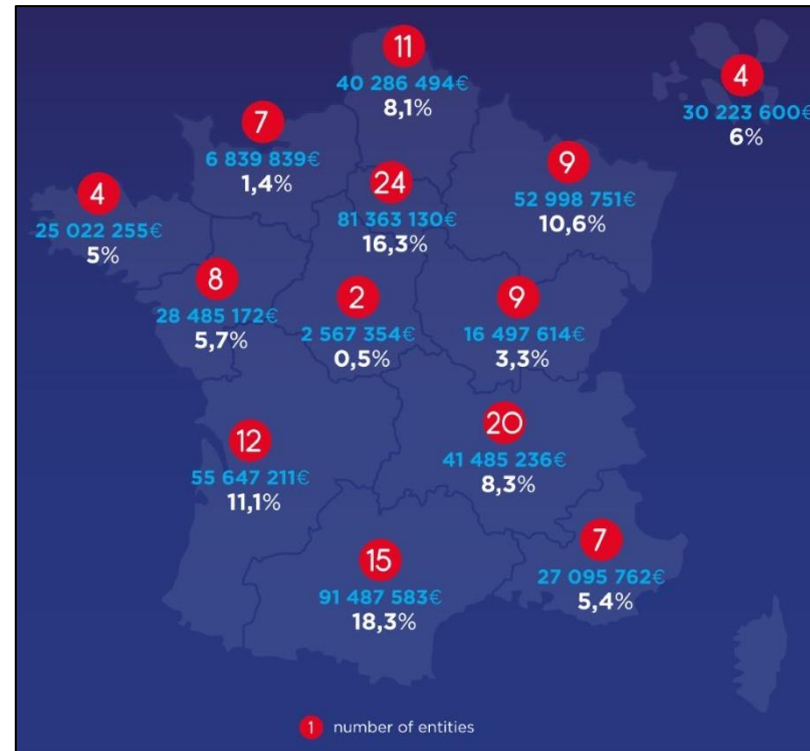 11
40 286 494€
8,1%
4
30 223 600€
6%
7
6 839 839€
1,4%
9
52 998 751€
10,6%
24
81 363 130€
16,3%
4
25 022 255€
5%
8
28 485 172€
5,7%
2
2 567 354€
0,5%
9
16 497 614€
3,3%
12
55 647 211€
11,1%
20
41 485 236€
8,3%
15
91 487 583€
18,3%
7
27 095 762€
5,4%
1 number of entities